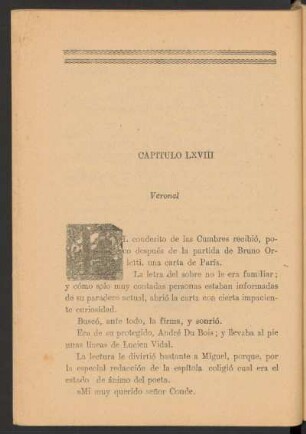 CAPITULO LXVIII
Veronal
EL condesito de las Cumbres recibió, po-
co después de la partida de Bruno Or-
letti, una carta de París.
La letra del sobre no le era familiar;
y cómo sólo muy contadas personas estaban informadas
de su paradero actual, abrió la carta con cierta impacien-
te curiosidad.
Buscó, ante todo, la firma, y sonrió.
Era de su protegido, André Du Bois; y llevaba al pie
unas líneas de Lucien Vidal.
La lectura le divirtió bastante a Miguel, porque, por
la especial redacción de la epítola coligió cual era el
estado de ánimo del poeta.
«Mi muy querido señor Conde.